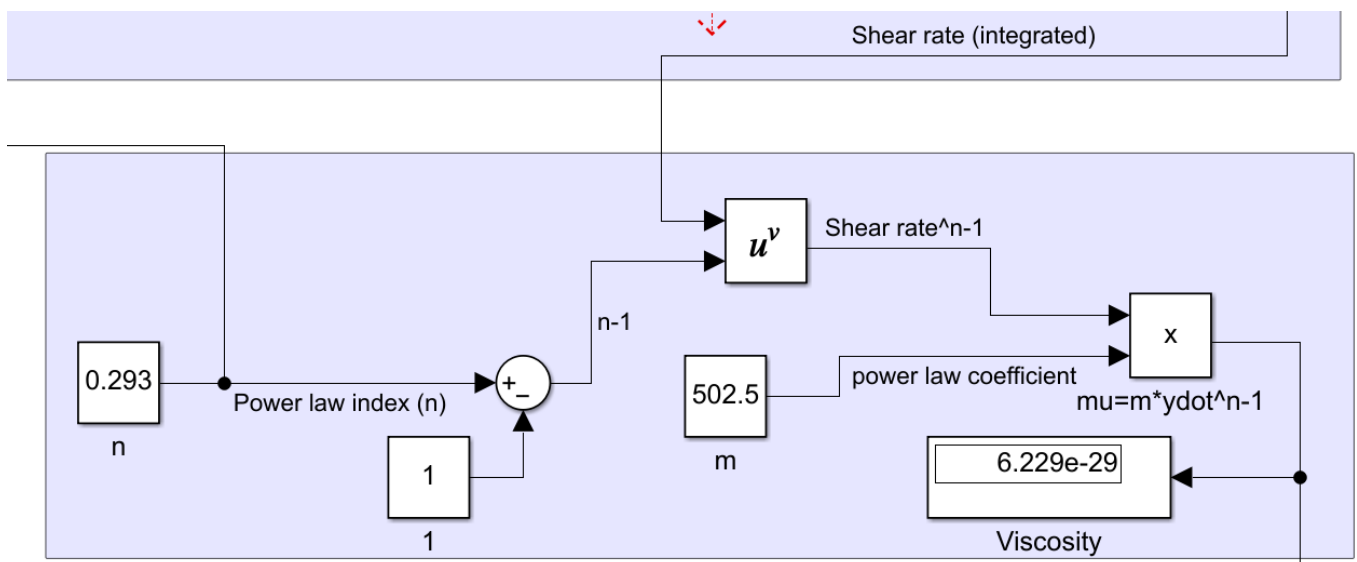 Shear rate (integrated)
u^v
Shear rate^n-1
n-1
x
mu=m*ydot^n-1
0.293
n
Power law index (n)
+
−
1
1
502.5
m
power law coefficient
6.229e-29
Viscosity